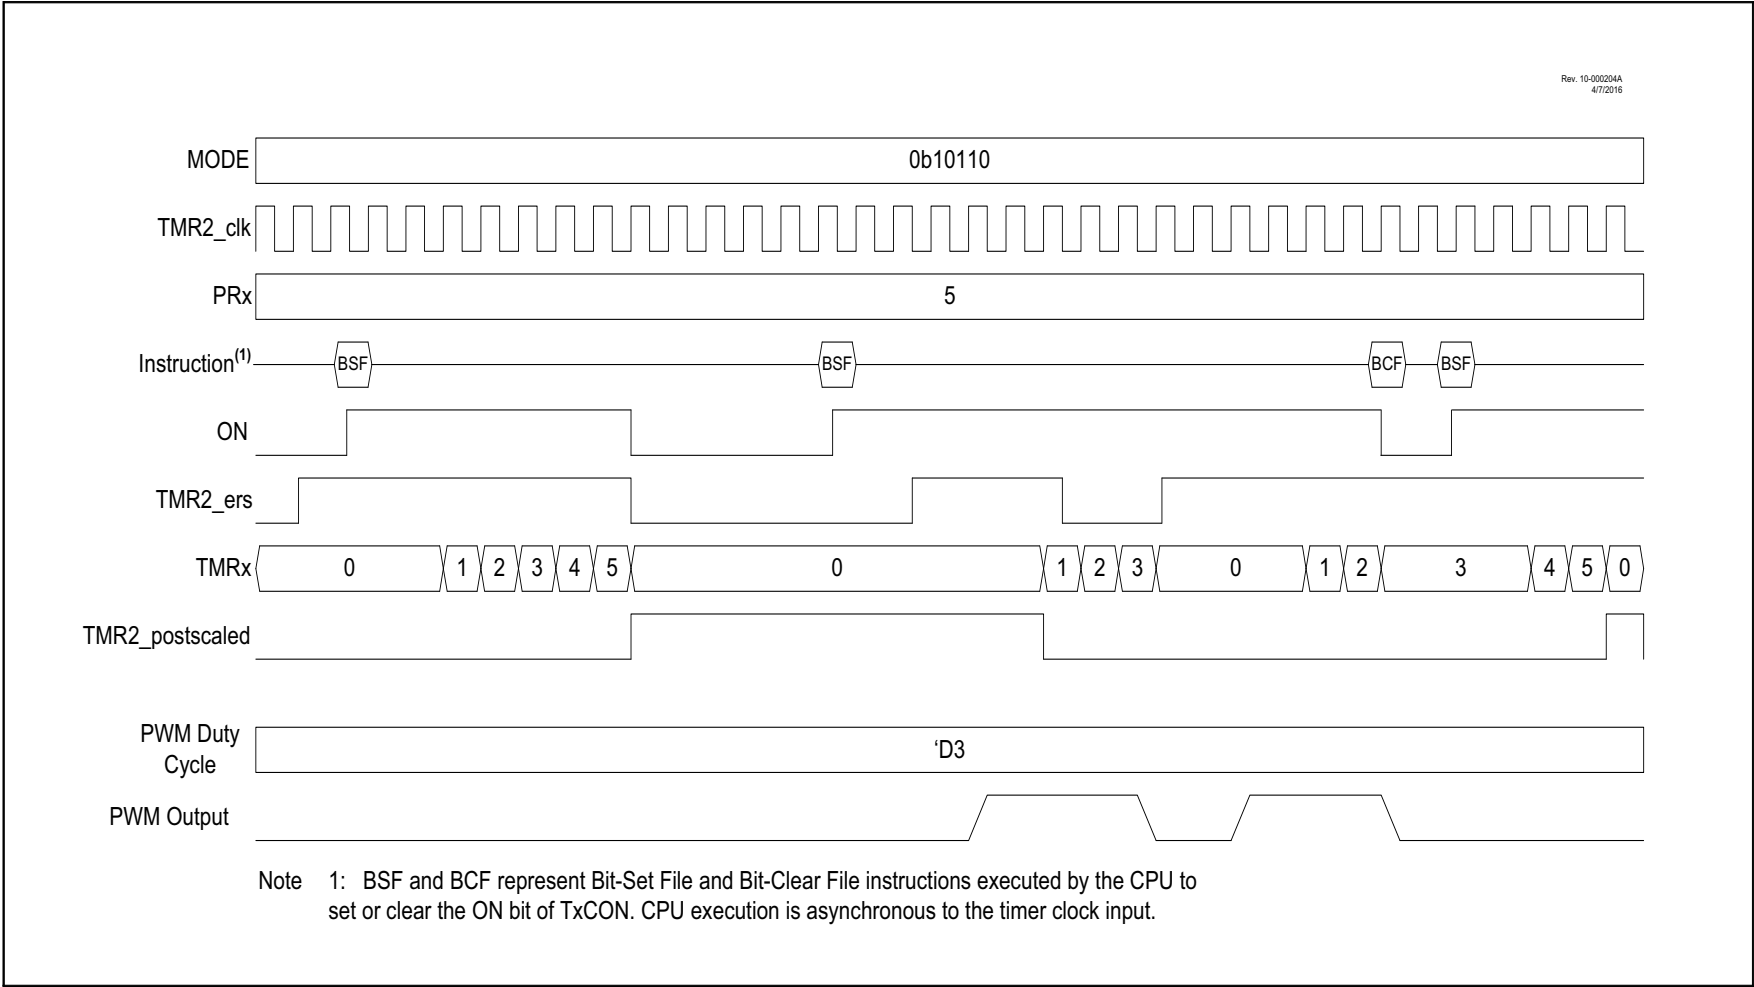 Rev. 10-000204A
4/7/2016
MODE 0b10110
TMR2_clk
PRx 5
Instruction(1) BSF BSF BCF BSF
ON
TMR2_ers
TMRx 0 1 2 3 4 5 0 1 2 3 0 1 2 3 4 5 0
TMR2_postscaled
PWM Duty
Cycle
‘D3
PWM Output
Note 1: BSF and BCF represent Bit-Set File and Bit-Clear File instructions executed by the CPU to
set or clear the ON bit of TxCON. CPU execution is asynchronous to the timer clock input.